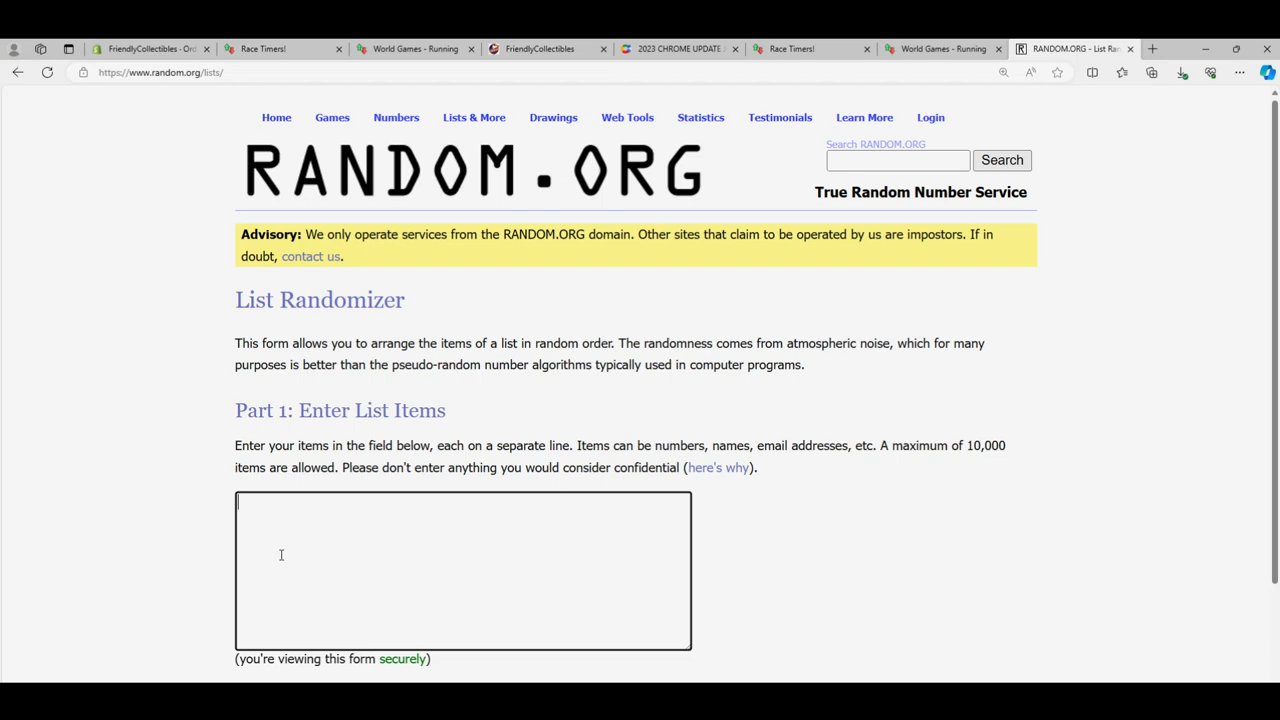 FriendlyCollectibles - Ord
Race Timers!
World Games - Running
FriendlyCollectibles
2023 CHROME UPDATE
Race Timers!
World Games - Running
RANDOM.ORG - List Ran
https://www.random.org/lists/
Home Games Numbers Lists & More Drawings Web Tools Statistics Testimonials Learn More Login
RANDOM.ORG
Search RANDOM.ORG
Search
True Random Number Service
Advisory: We only operate services from the RANDOM.ORG domain. Other sites that claim to be operated by us are impostors. If in
doubt, contact us.
List Randomizer
This form allows you to arrange the items of a list in random order. The randomness comes from atmospheric noise, which for many
purposes is better than the pseudo-random number algorithms typically used in computer programs.
Part 1: Enter List Items
Enter your items in the field below, each on a separate line. Items can be numbers, names, email addresses, etc. A maximum of 10,000
items are allowed. Please don't enter anything you would consider confidential (here's why).
(you're viewing this form securely)